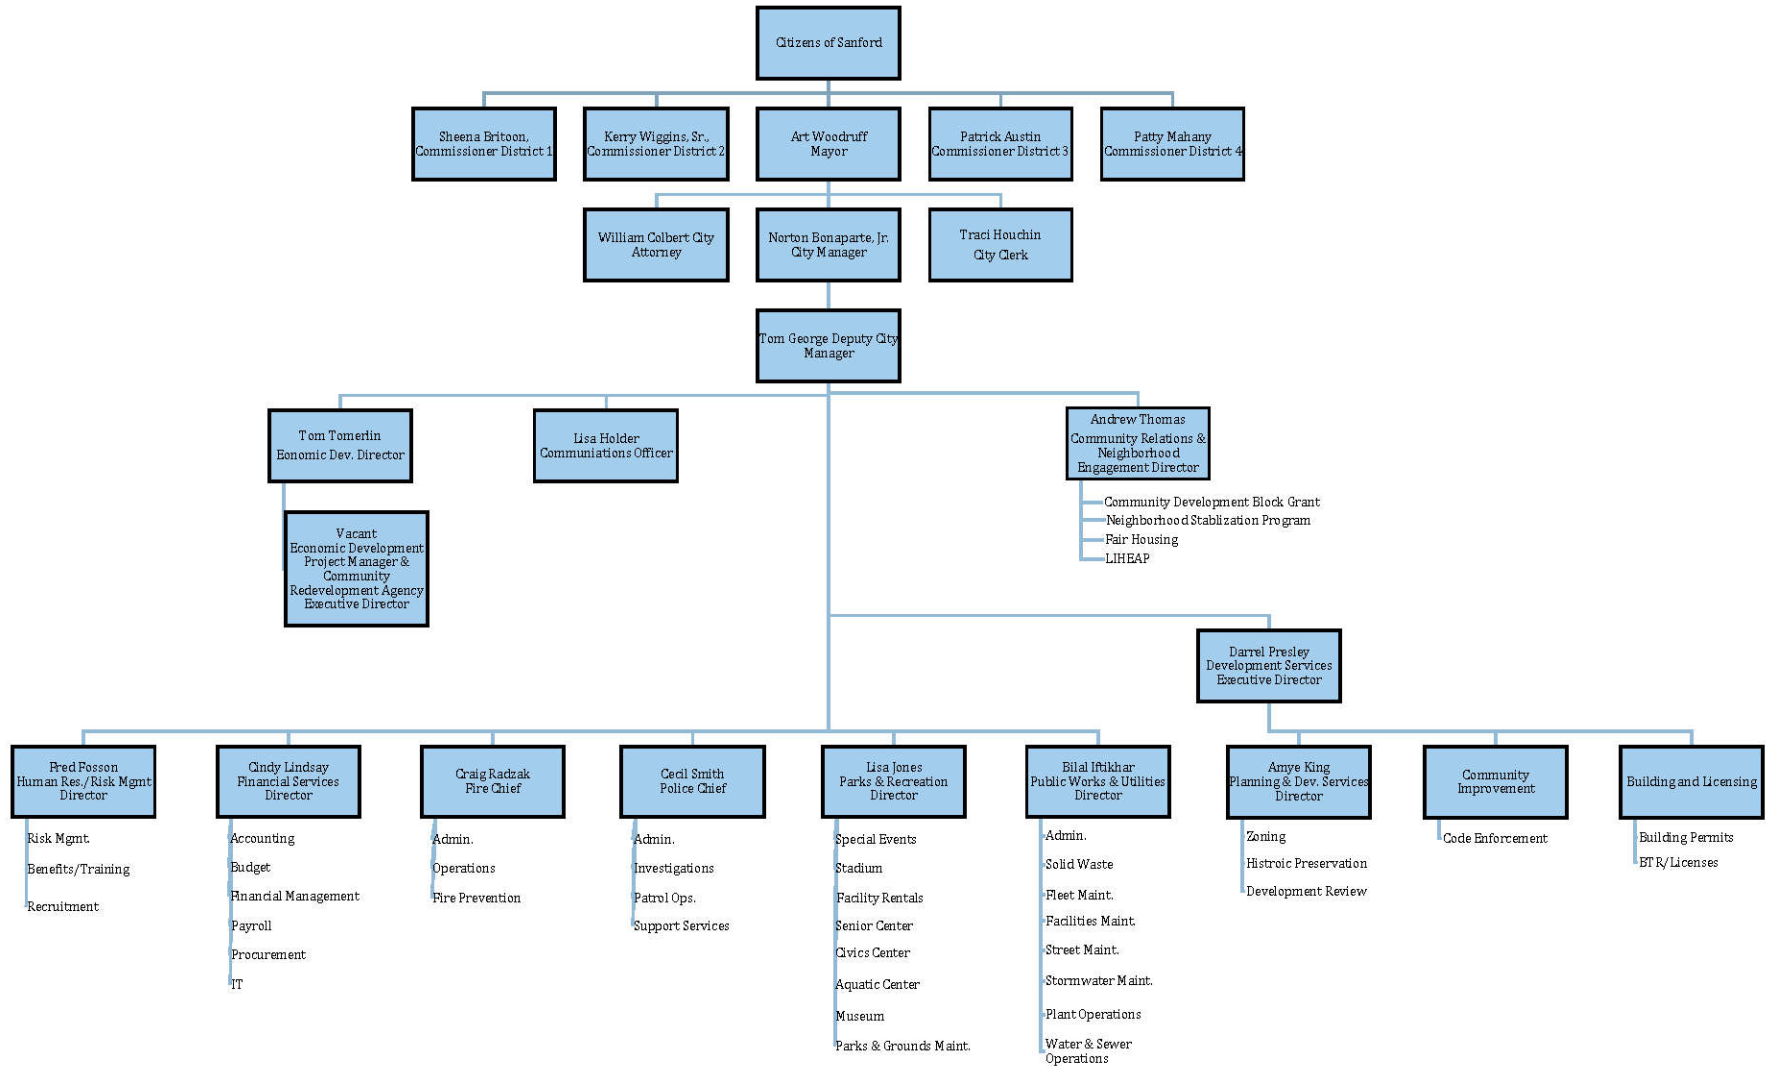 Citizens of Sanford
Sheena Britoon,
Commissioner District 1
Kerry Wiggins, Sr.,
Commissioner District 2
Art Woodruff
Mayor
Patrick Austin
Commissioner District 3
Patty Mahany
Commissioner District 4
William Colbert City
Attorney
Norton Bonaparte, Jr.
City Manager
Traci Houchin
City Clerk
Tom George Deputy City
Manager
Tom Tomerlin
Eonomic Dev. Director
Lisa Holder
Communiations Officer
Andrew Thomas
Community Relations &
Neighborhood
Engagement Director
Community Development Block Grant
Neighborhood Stablization Program
Fair Housing
LIHEAP
Vacant
Economic Development
Project Manager &
Community
Redevelopment Agency
Executive Director
Darrel Presley
Development Services
Executive Director
Fred Fosson
Human Res./Risk Mgmt
Director
Risk Mgmt.
Benefits/Training
Recruitment
Cindy Lindsay
Financial Services
Director
Accounting
Budget
Financial Management
Payroll
Procurement
IT
Craig Radzak
Fire Chief
Admin.
Operations
Fire Prevention
Cecil Smith
Police Chief
Admin.
Investigations
Patrol Ops.
Support Services
Lisa Jones
Parks & Recreation
Director
Special Events
Stadium
Facility Rentals
Senior Center
Civics Center
Aquatic Center
Museum
Parks & Grounds Maint.
Bilal Iftikhar
Public Works & Utilities
Director
Admin.
Solid Waste
Fleet Maint.
Facilities Maint.
Street Maint.
Stormwater Maint.
Plant Operations
Water & Sewer
Operations
Amye King
Planning & Dev. Services
Director
Zoning
Histroic Preservation
Development Review
Community
Improvement
Code Enforcement
Building and Licensing
Building Permits
BTR/Licenses